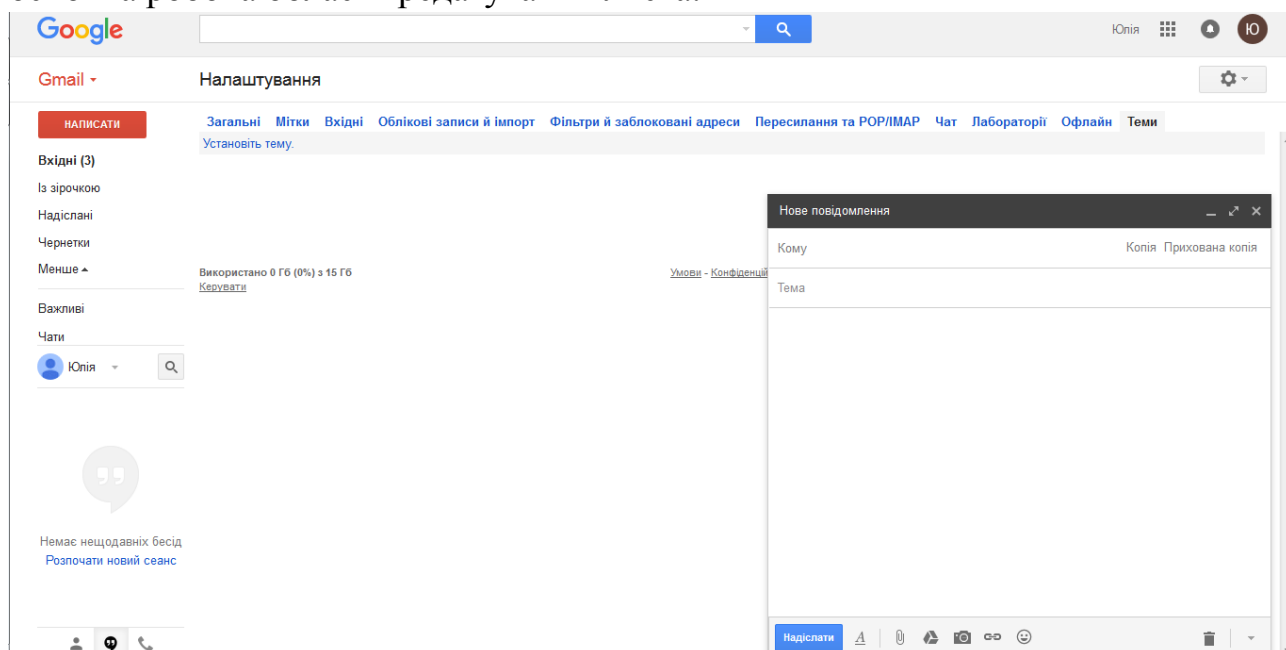 Google
Юлія
Ю
Gmail
Налаштування
НАПИСАТИ
Загальні Мітки Вхідні Облікові записи й імпорт Фільтри й заблоковані адреси Пересилання та POP/IMAP Чат Лабораторії Офлайн Теми
Установіть тему.
Вхідні (3)
Із зірочкою
Надіслані
Чернетки
Менше
Важливі
Чати
Юлія
Немає нещодавніх бесід
Розпочати новий сеанс
Використано 0 Гб (0%) з 15 Гб
Керувати
Умови - Конфіденцій
Нове повідомлення
Кому Копія Прихована копія
Тема
Надіслати A